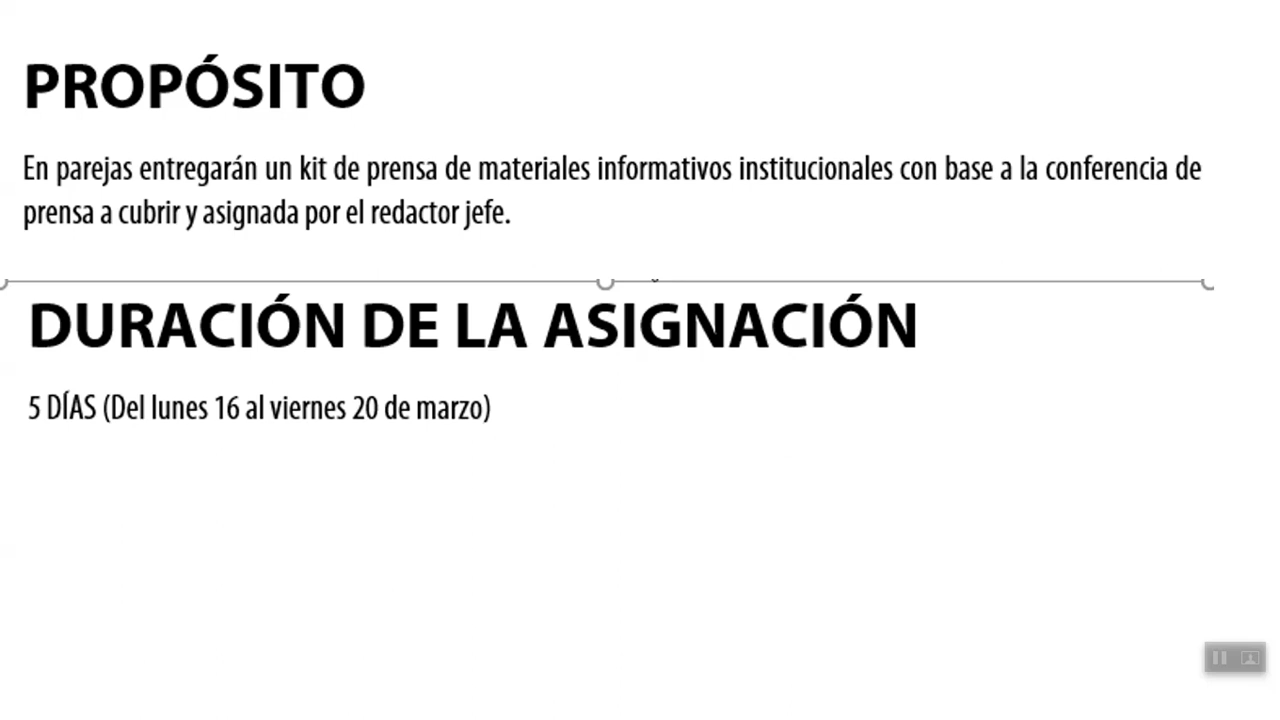 PROPÓSITO
En parejas entregarán un kit de prensa de materiales informativos institucionales con base a la conferencia de
prensa a cubrir y asignada por el redactor jefe.
DURACIÓN DE LA ASIGNACIÓN
5 DÍAS (Del lunes 16 al viernes 20 de marzo)